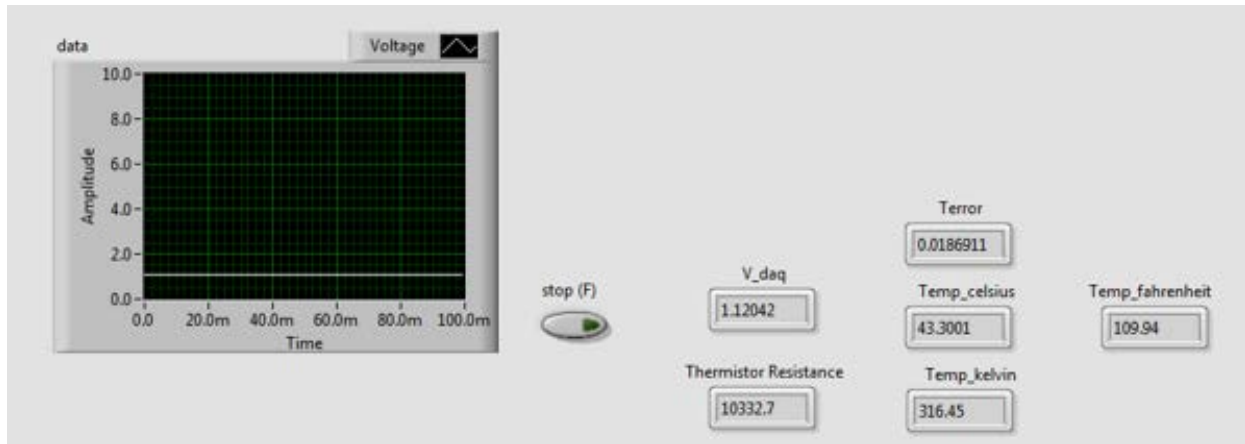 data
Voltage
10.0
8.0
6.0
4.0
2.0
0.0
Amplitude
0.0 20.0m 40.0m 60.0m 80.0m 100.0m
Time
stop (F)
V_daq
1.12042
Thermistor Resistance
10332.7
Terror
0.0186911
Temp_celsius
43.3001
Temp_kelvin
316.45
Temp_fahrenheit
109.94